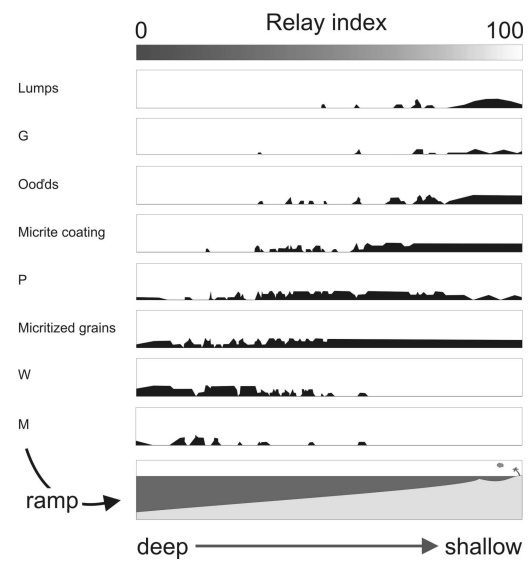 Relay index
0 100
Lumps
G
Ooďds
Micrite coating
P
Micritized grains
W
M
ramp
deep shallow